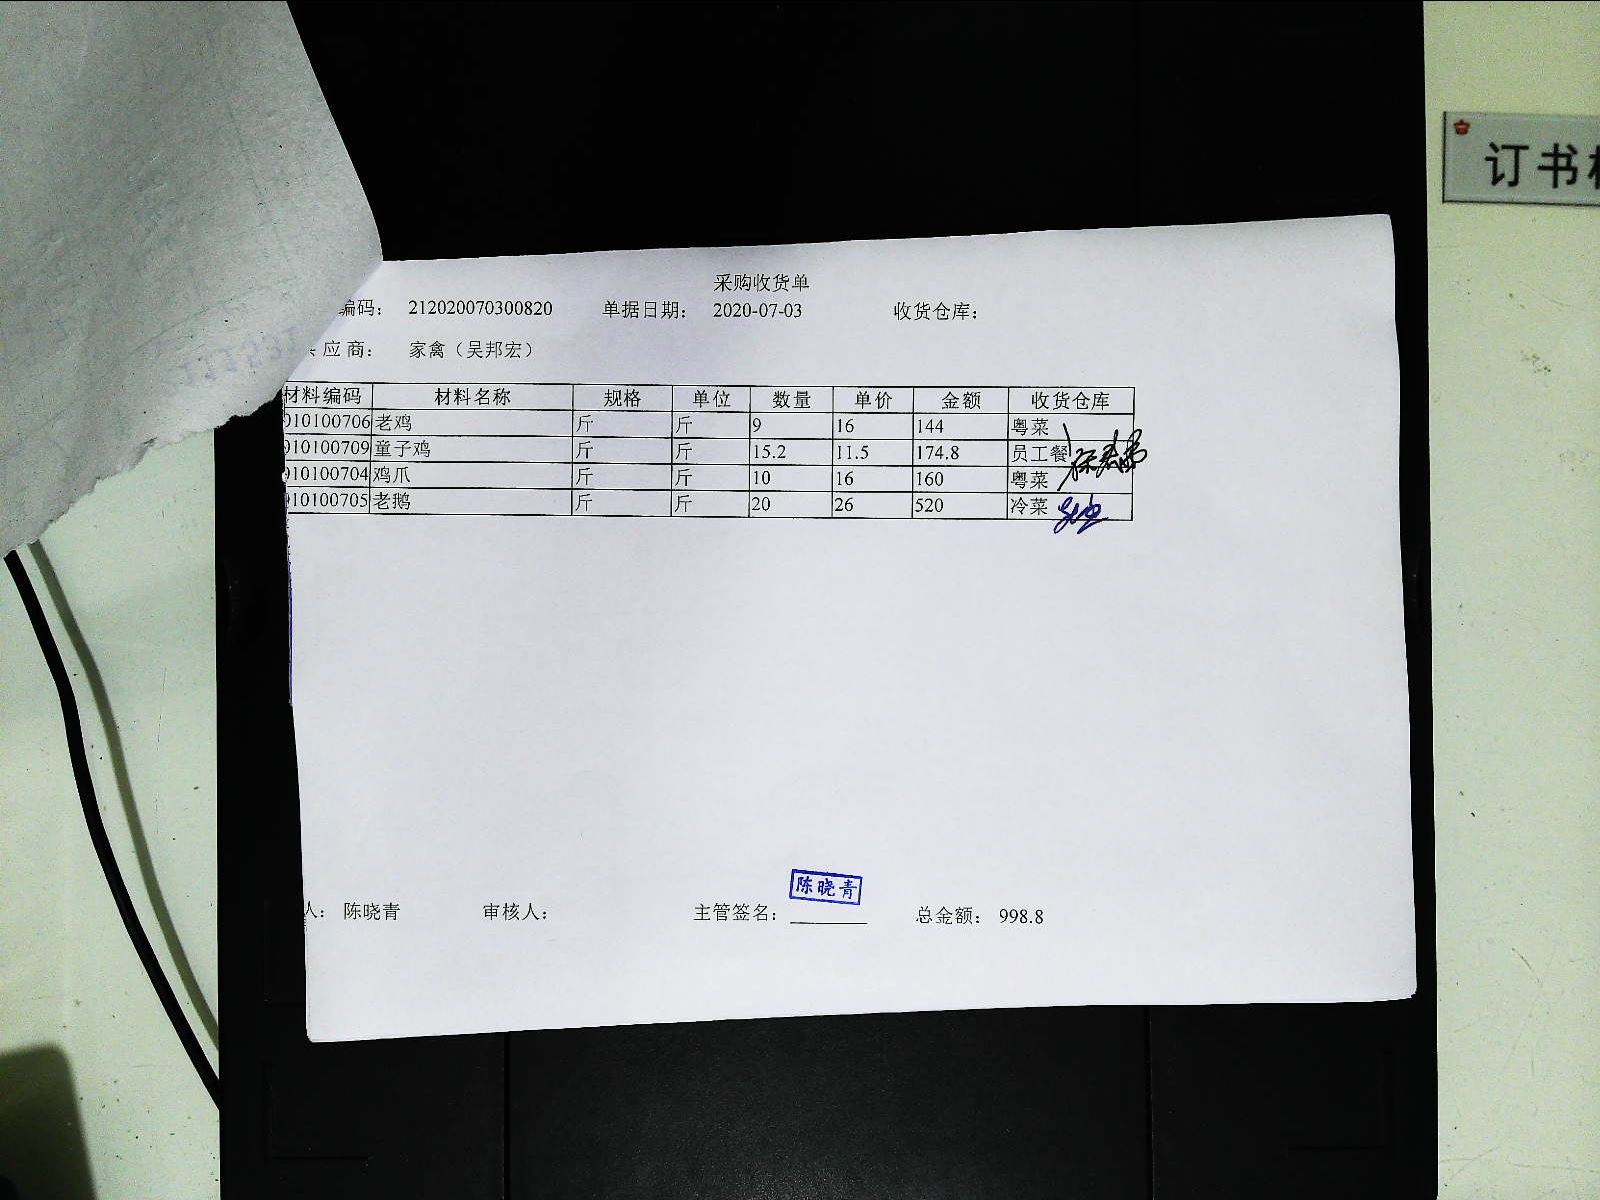 订书
采购收货单
编码： 212020070300820 单据日期： 2020-07-03 收货仓库：
应商： 家禽（吴邦宏）
材料编码 材料名称 规格 单位 数量 单价 金额 收货仓库
010100706 老鸡 斤 斤 9 16 144 粤菜
010100709 童子鸡 斤 斤 15.2 11.5 174.8 员工餐
010100704 鸡爪 斤 斤 10 16 160 粤菜
010100705 老鹅 斤 斤 20 26 520 冷菜
陈晓青
人： 陈晓青 审核人： 主管签名： 总金额： 998.8